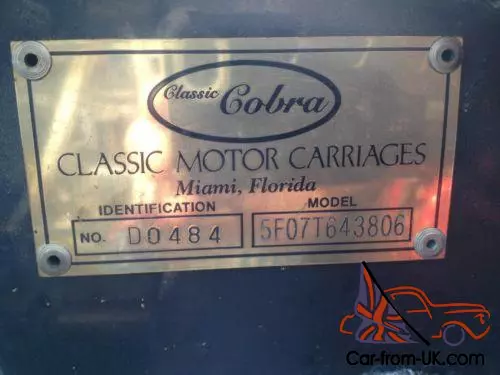 Classic Cobra
CLASSIC MOTOR CARRIAGES
Miami, Florida
IDENTIFICATION MODEL
NO. D0484 5F07T643806
Car-from-UK.com